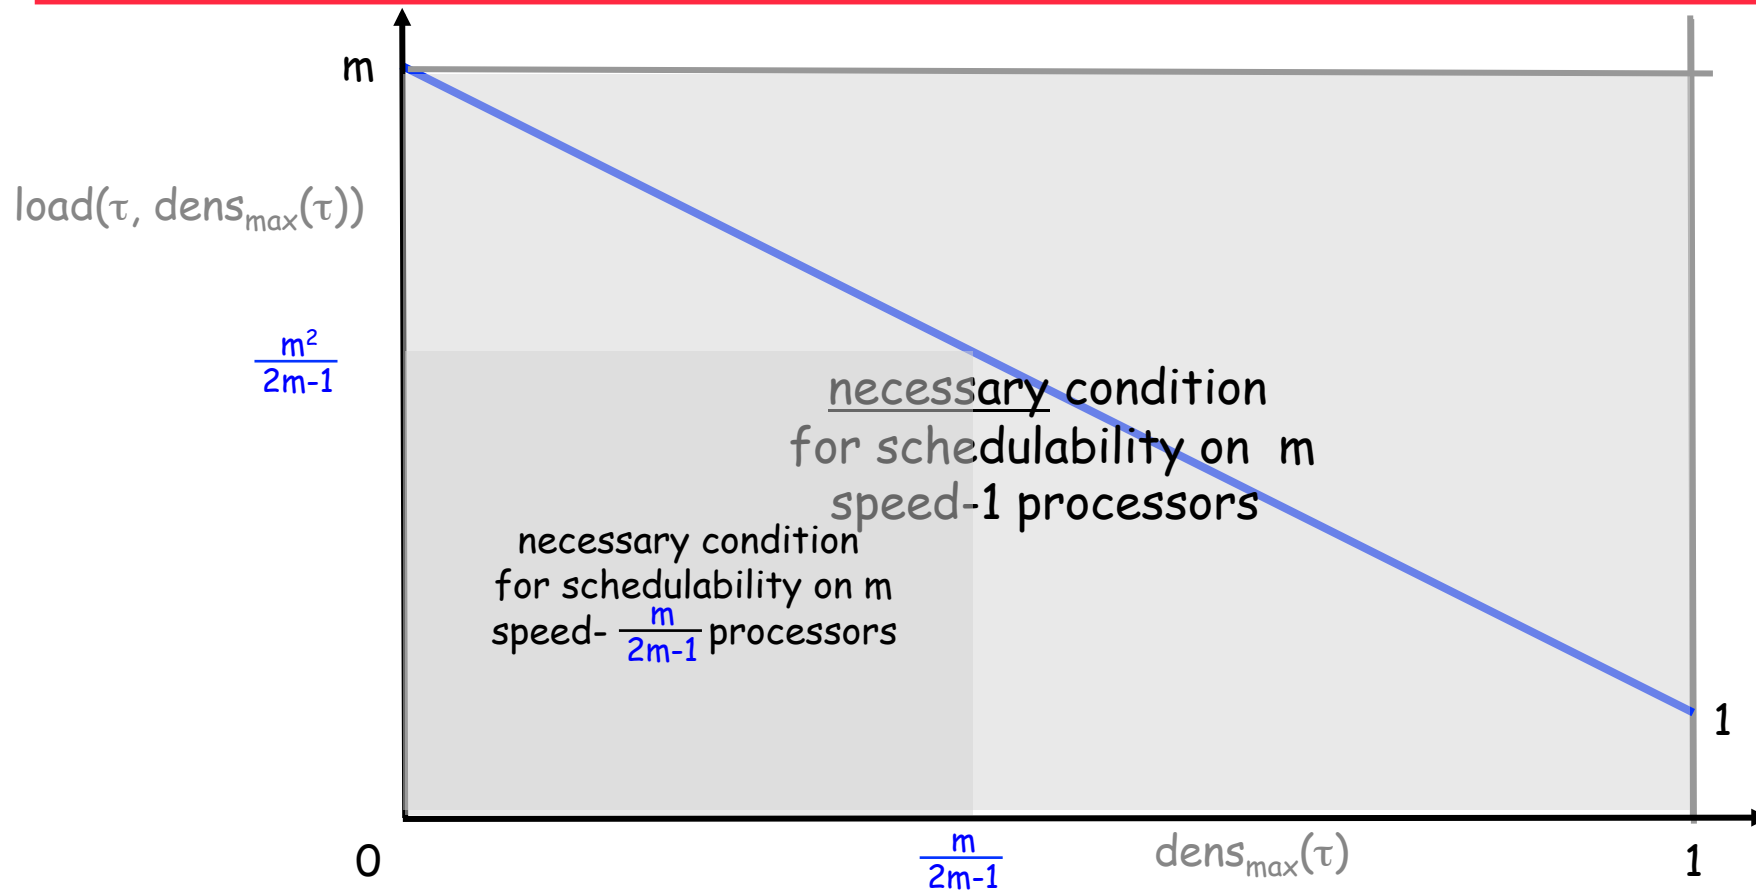 m
load(τ, densmax(τ))
m²
2m-1
necessary condition
for schedulability on m
speed-1 processors
necessary condition
for schedulability on m
speed- m/2m-1 processors
1
0
m
2m-1
densmax(τ)
1